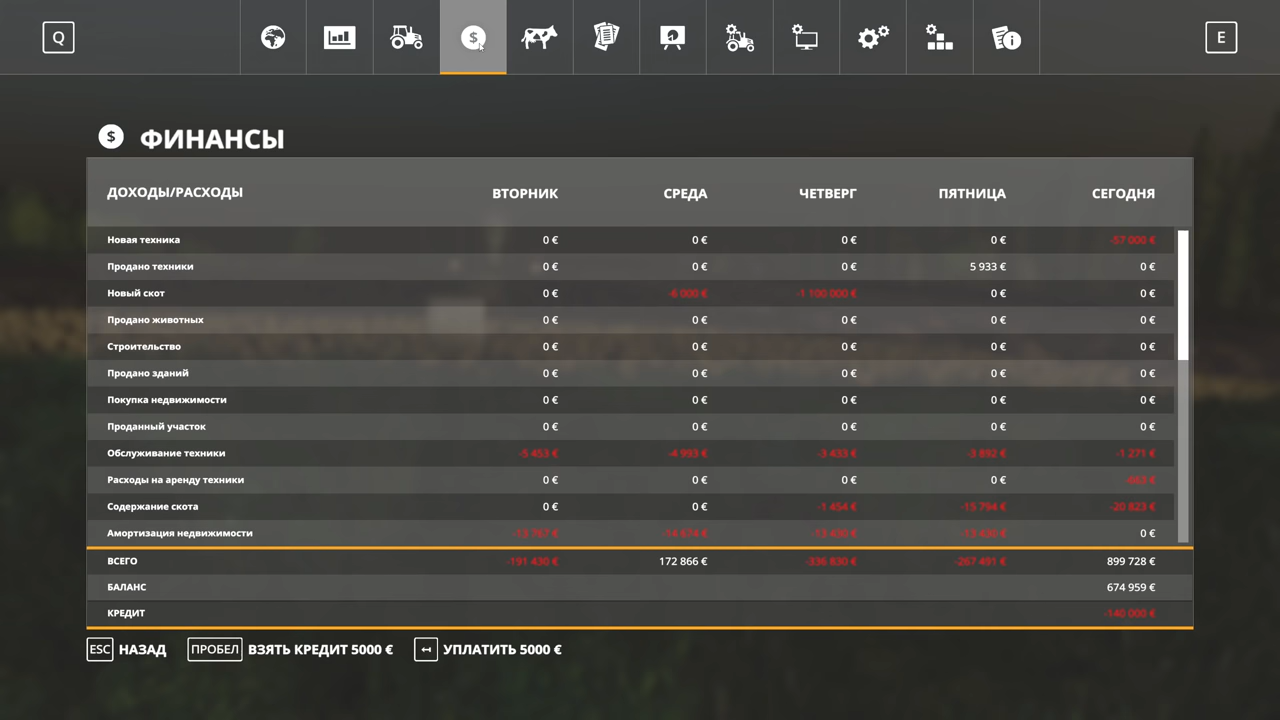 Q
$
E
$ ФИНАНСЫ
ДОХОДЫ/РАСХОДЫ ВТОРНИК СРЕДА ЧЕТВЕРГ ПЯТНИЦА СЕГОДНЯ
Новая техника 0 € 0 € 0 € 0 € -57 000 €
Продано техники 0 € 0 € 0 € 5 933 € 0 €
Новый скот 0 € -6 000 € -1 100 000 € 0 € 0 €
Продано животных 0 € 0 € 0 € 0 € 0 €
Строительство 0 € 0 € 0 € 0 € 0 €
Продано зданий 0 € 0 € 0 € 0 € 0 €
Покупка недвижимости 0 € 0 € 0 € 0 € 0 €
Проданный участок 0 € 0 € 0 € 0 € 0 €
Обслуживание техники -5 453 € -4 993 € -3 433 € -3 892 € -1 271 €
Расходы на аренду техники 0 € 0 € 0 € 0 €
Содержание скота 0 € 0 € -1 454 € -15 794 € -20 823 €
Амортизация недвижимости 0 €
ВСЕГО -191 430 € 172 866 € -336 830 € -267 491 € 899 728 €
БАЛАНС 674 959 €
КРЕДИТ -140 000 €
ESC НАЗАД ПРОБЕЛ ВЗЯТЬ КРЕДИТ 5000 € ↔ УПЛАТИТЬ 5000 €